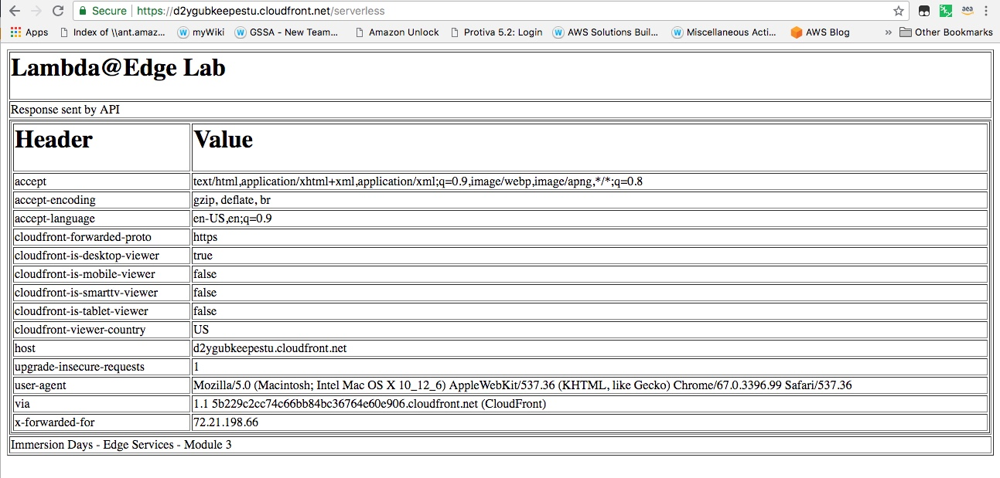 Secure https://d2ygubkeepestu.cloudfront.net/serverless aea
Apps Index of \\ant.amaz... myWiki GSSA - New Team... Amazon Unlock Protiva 5.2: Login AWS Solutions Buil... Miscellaneous Acti... AWS Blog » Other Bookmarks
Lambda@Edge Lab
Response sent by API
Header Value
accept text/html,application/xhtml+xml,application/xml;q=0.9,image/webp,image/apng,*/*;q=0.8
accept-encoding gzip, deflate, br
accept-language en-US,en;q=0.9
cloudfront-forwarded-proto https
cloudfront-is-desktop-viewer true
cloudfront-is-mobile-viewer false
cloudfront-is-smarttv-viewer false
cloudfront-is-tablet-viewer false
cloudfront-viewer-country US
host d2ygubkeepestu.cloudfront.net
upgrade-insecure-requests 1
user-agent Mozilla/5.0 (Macintosh; Intel Mac OS X 10_12_6) AppleWebKit/537.36 (KHTML, like Gecko) Chrome/67.0.3396.99 Safari/537.36
via 1.1 5b229c2cc74c66bb84bc36764e60e906.cloudfront.net (CloudFront)
x-forwarded-for 72.21.198.66
Immersion Days - Edge Services - Module 3